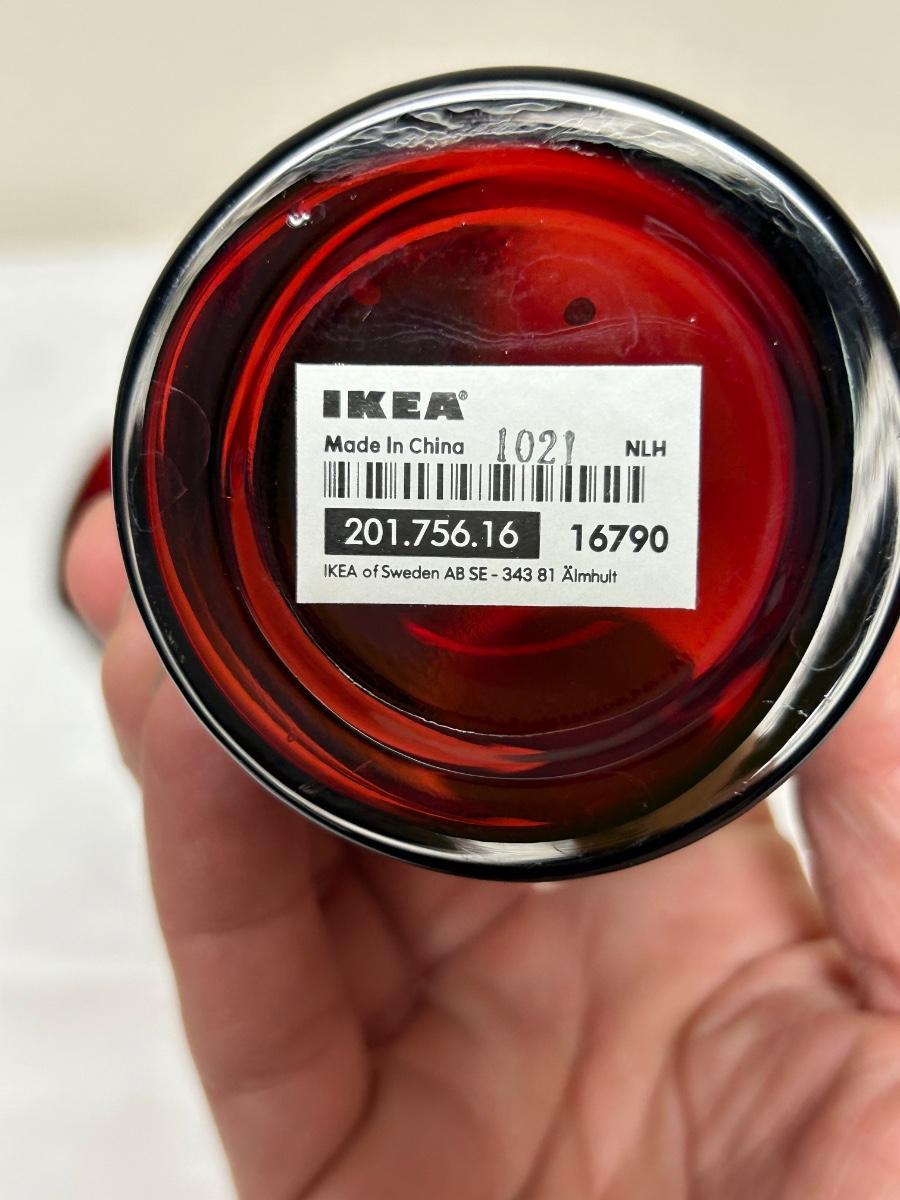 IKEA®
Made In China 1021 NLH
201.756.16 16790
IKEA of Sweden AB SE - 343 81 Älmhult